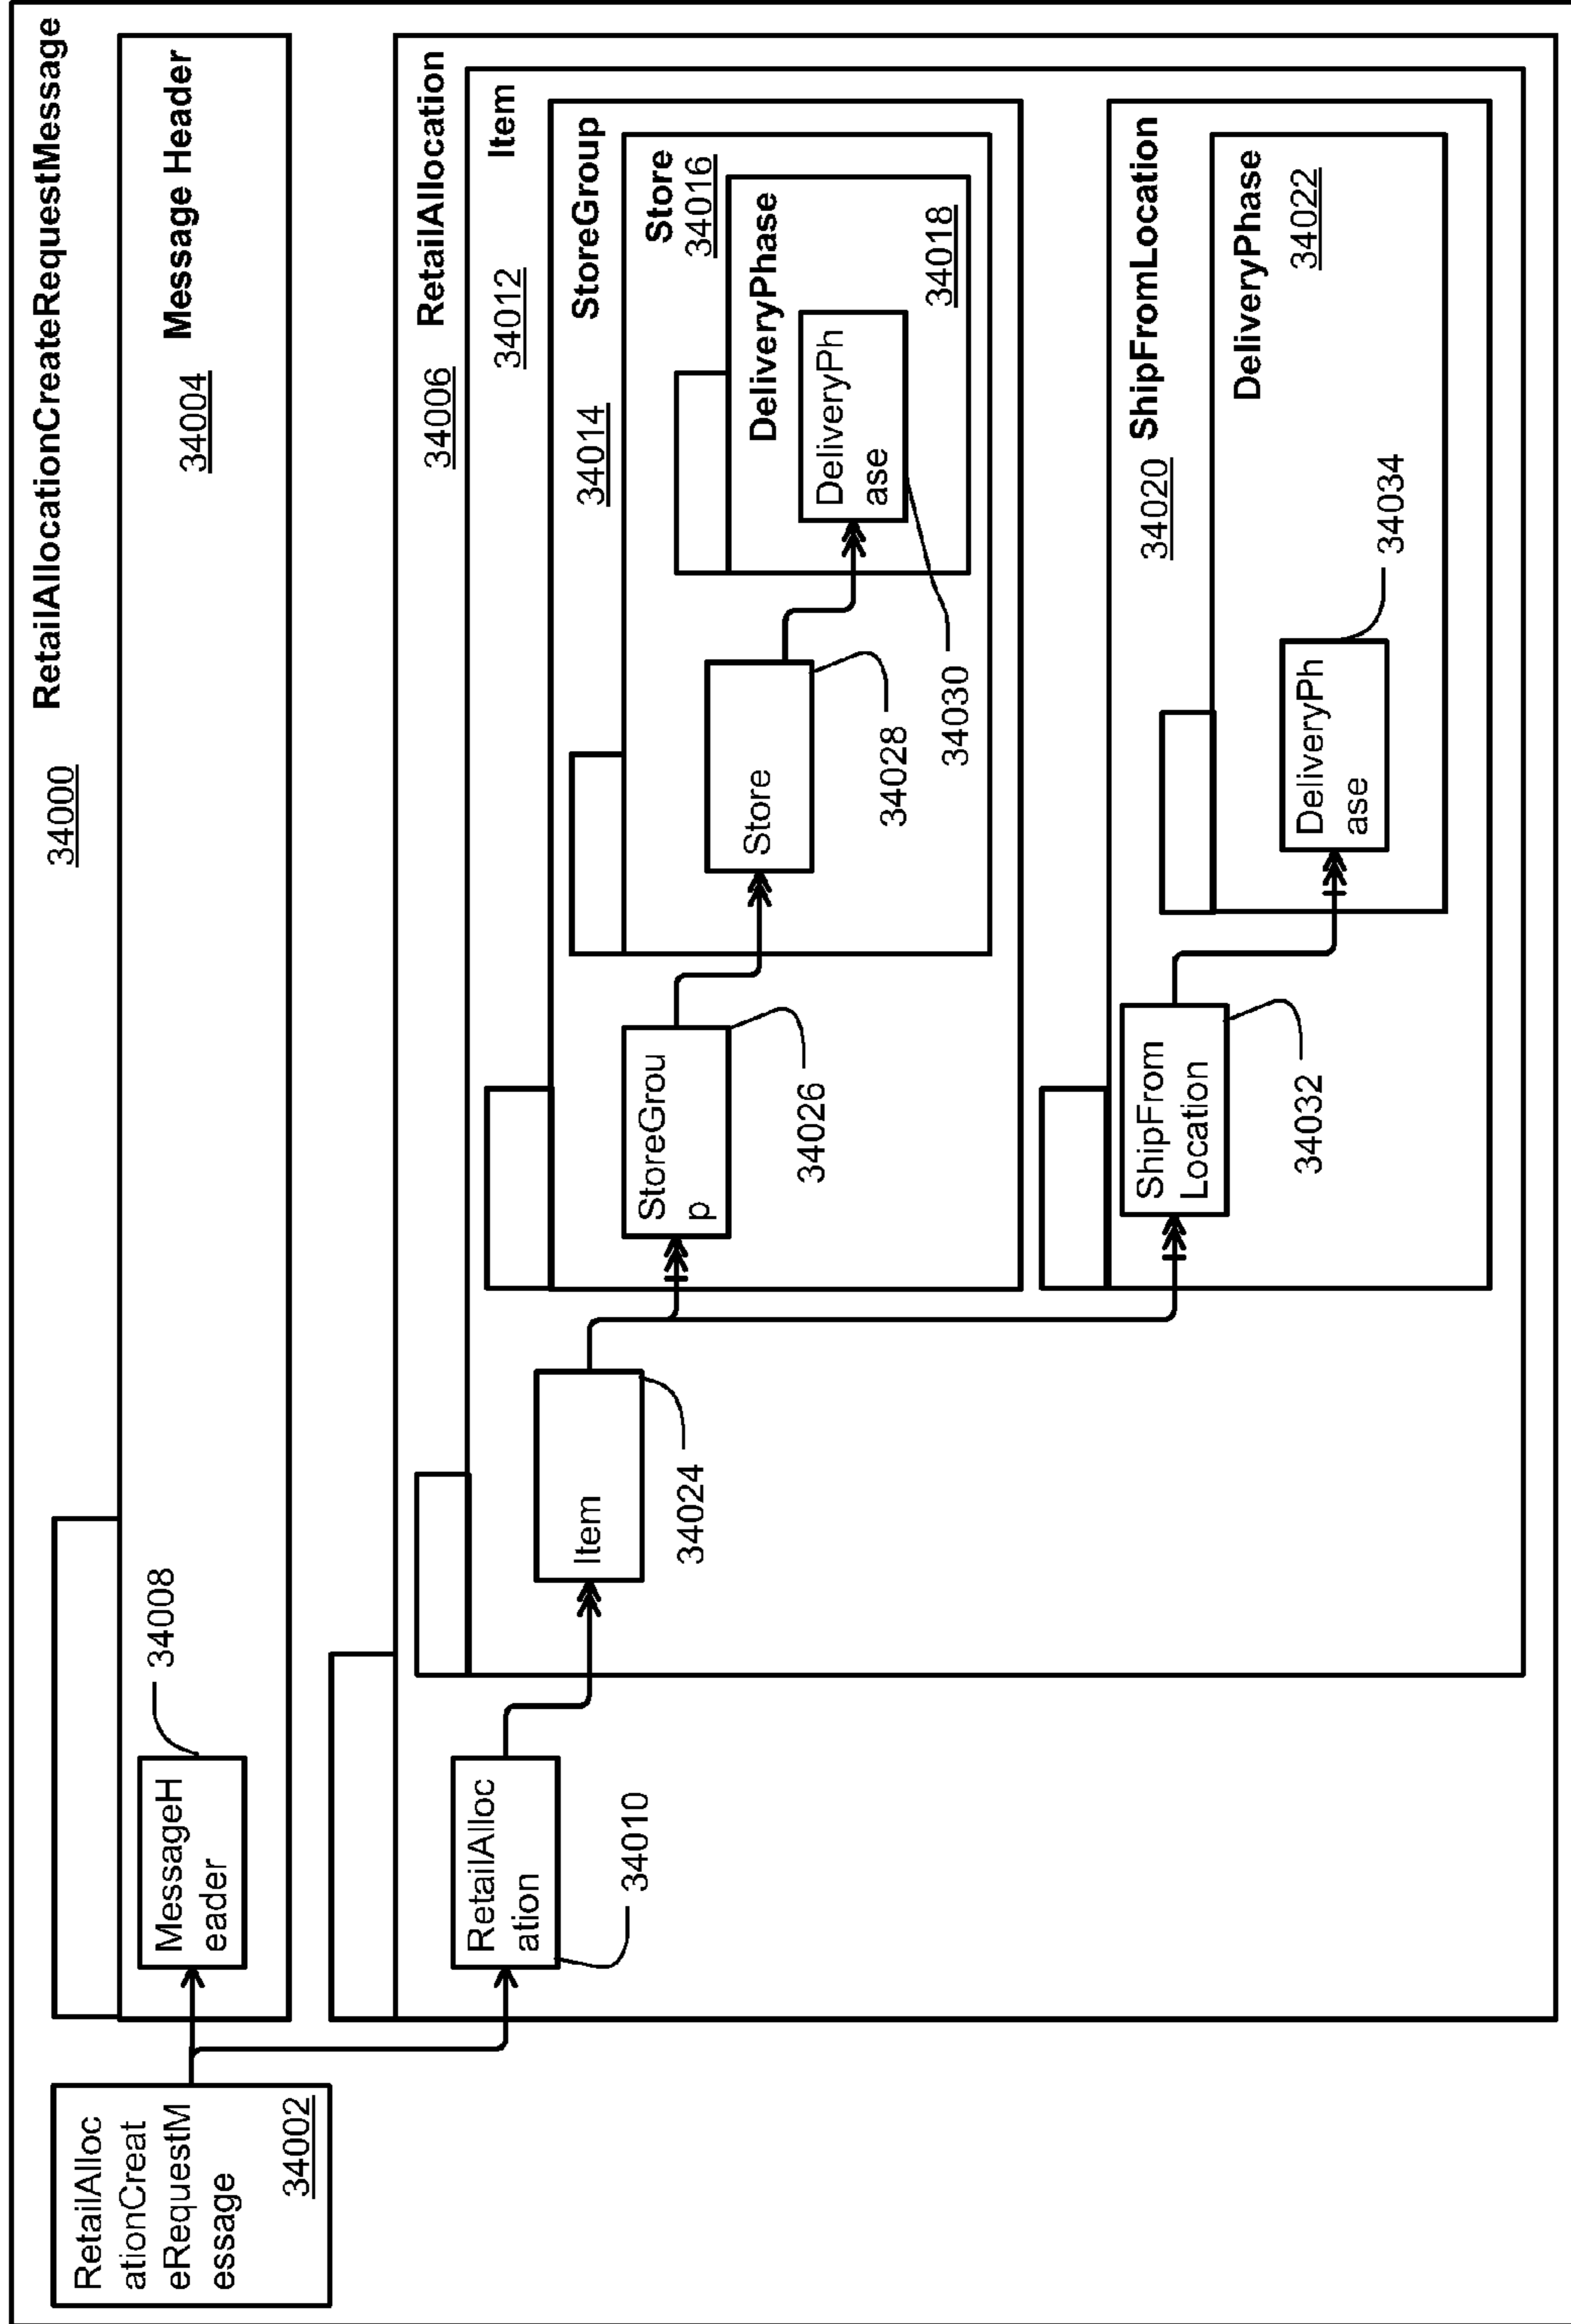 34000
RetailAllocationCreateRequestMessage
RetailAlloc
ationCreat
eRequestM
essage
34002
34004
Message Header
MessageH
eader
34008
34006
RetailAllocation
RetailAlloc
ation
34010
34012
Item
Item
34024
34014
StoreGroup
StoreGrou
p
34026
Store
34016
Store
34028
DeliveryPhase
34018
DeliveryPh
ase
34030
34020
ShipFromLocation
ShipFrom
Location
34032
DeliveryPhase
34022
DeliveryPh
ase
34034